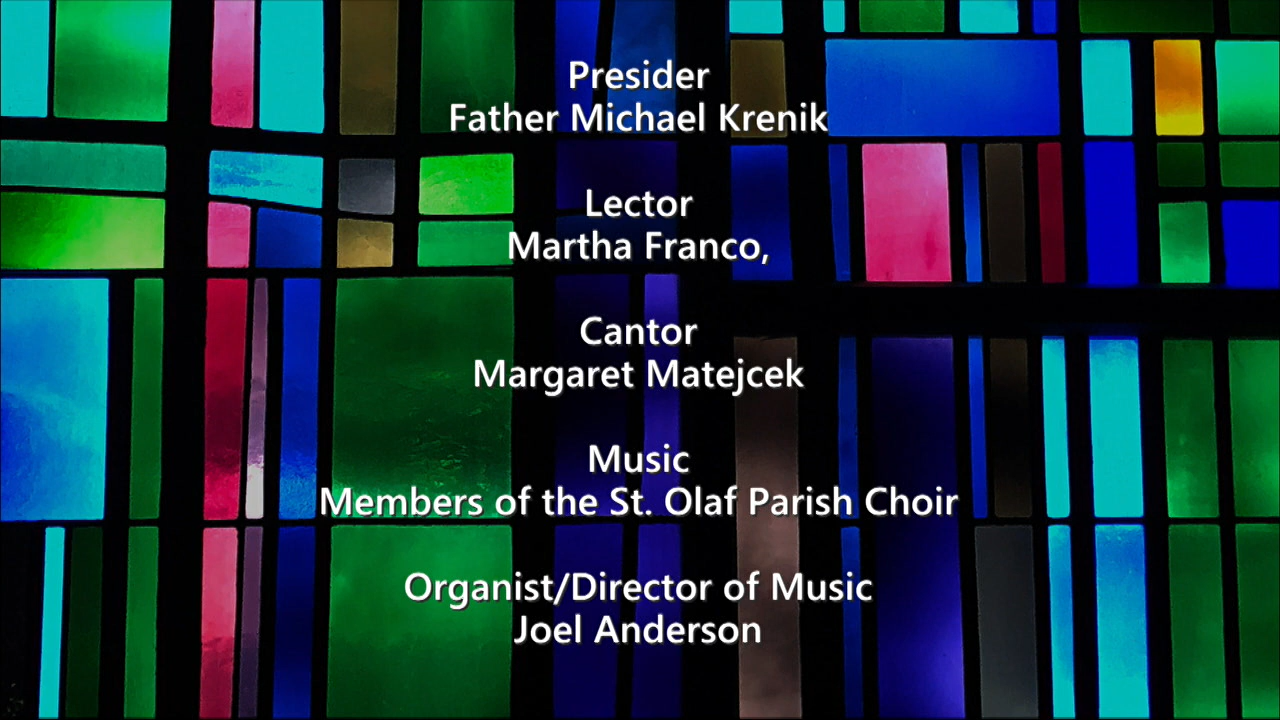 Presider
Father Michael Krenik
Lector
Martha Franco,
Cantor
Margaret Matejcek
Music
Members of the St. Olaf Parish Choir
Organist/Director of Music
Joel Anderson